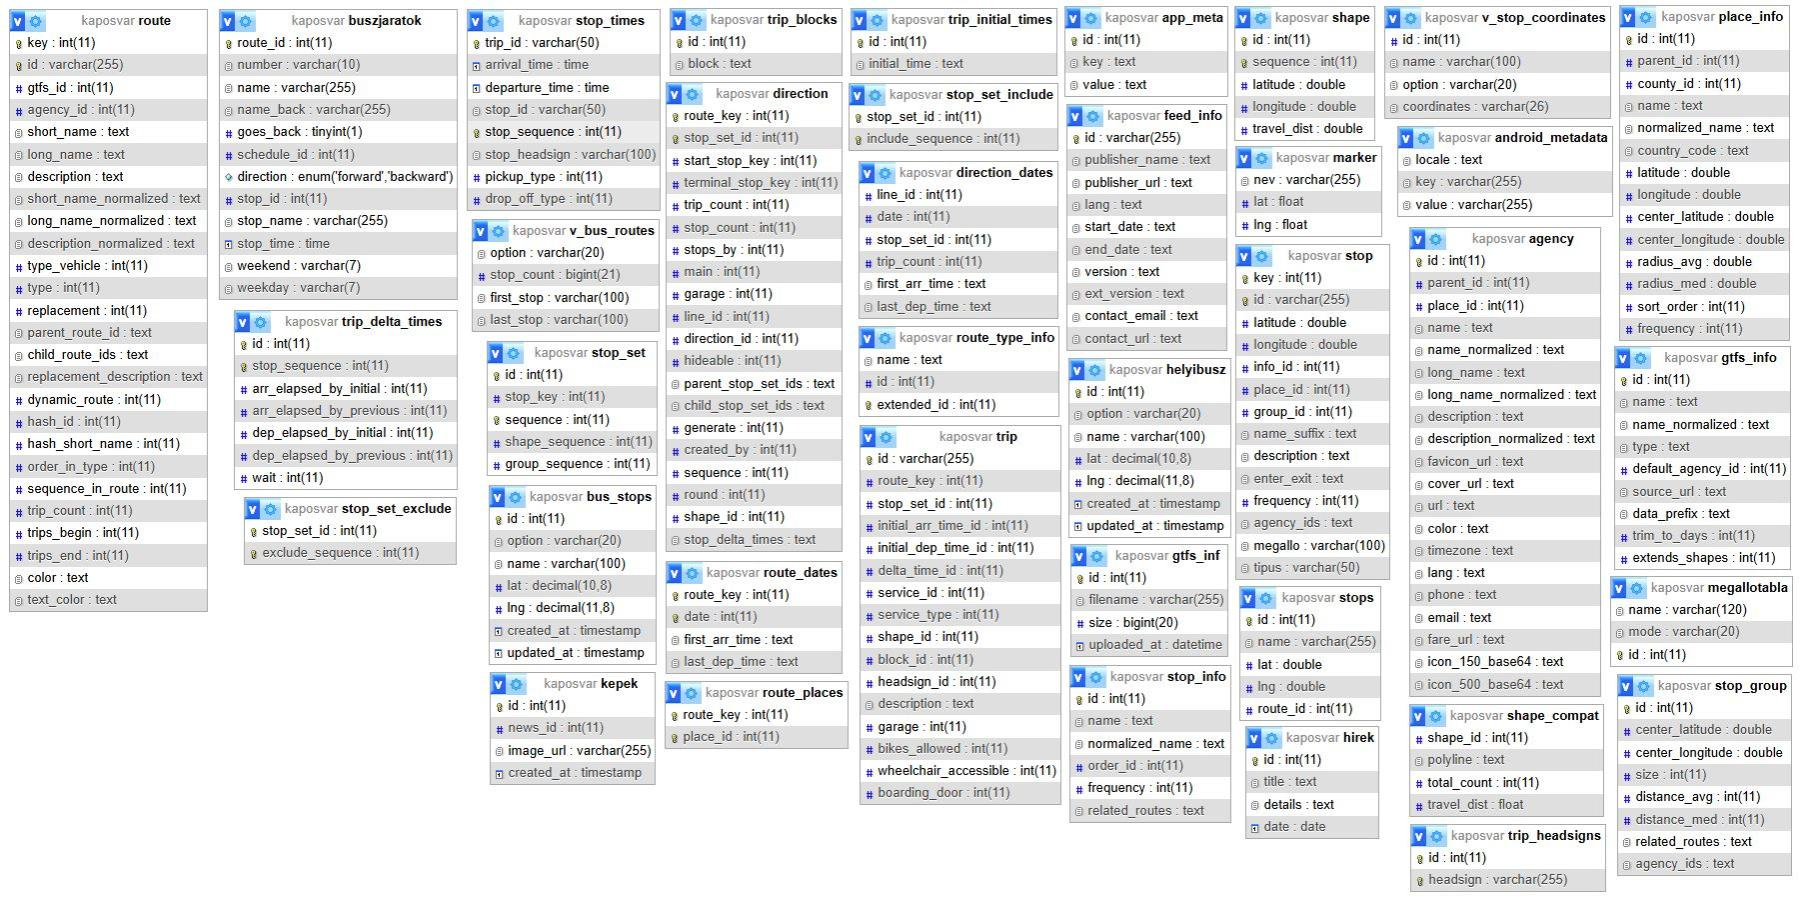 kaposvar route
key : int(11)
id : varchar(255)
gtfs_id : int(11)
agency_id : int(11)
short_name : text
long_name : text
description : text
short_name_normalized : text
long_name_normalized : text
description_normalized : text
type_vehicle : int(11)
type : int(11)
replacement : int(11)
parent_route_id : text
child_route_ids : text
replacement_description : text
dynamic_route : int(11)
hash_id : int(11)
hash_short_name : int(11)
order_in_type : int(11)
sequence_in_route : int(11)
trip_count : int(11)
trips_begin : int(11)
trips_end : int(11)
color : text
text_color : text
kaposvar buszjaratok
route_id : int(11)
number : varchar(10)
name : varchar(255)
name_back : varchar(255)
goes_back : tinyint(1)
schedule_id : int(11)
direction : enum('forward','backward')
stop_id : int(11)
stop_name : varchar(255)
stop_time : time
weekend : varchar(7)
weekday : varchar(7)
kaposvar trip_delta_times
id : int(11)
stop_sequence : int(11)
arr_elapsed_by_initial : int(11)
arr_elapsed_by_previous : int(11)
dep_elapsed_by_initial : int(11)
dep_elapsed_by_previous : int(11)
wait : int(11)
kaposvar stop_set_exclude
stop_set_id : int(11)
exclude_sequence : int(11)
kaposvar stop_times
trip_id : varchar(50)
arrival_time : time
departure_time : time
stop_id : varchar(50)
stop_sequence : int(11)
stop_headsign : varchar(100)
pickup_type : int(11)
drop_off_type : int(11)
kaposvar v_bus_routes
option : varchar(20)
stop_count : bigint(21)
first_stop : varchar(100)
last_stop : varchar(100)
kaposvar stop_set
id : int(11)
stop_key : int(11)
sequence : int(11)
shape_sequence : int(11)
group_sequence : int(11)
kaposvar bus_stops
id : int(11)
option : varchar(20)
name : varchar(100)
lat : decimal(10,8)
lng : decimal(11,8)
created_at : timestamp
updated_at : timestamp
kaposvar kepek
id : int(11)
news_id : int(11)
image_url : varchar(255)
created_at : timestamp
kaposvar trip_blocks
id : int(11)
block : text
kaposvar direction
route_key : int(11)
stop_set_id : int(11)
start_stop_key : int(11)
terminal_stop_key : int(11)
trip_count : int(11)
stop_count : int(11)
stops_by : int(11)
main : int(11)
garage : int(11)
line_id : int(11)
direction_id : int(11)
hideable : int(11)
parent_stop_set_ids : text
child_stop_set_ids : text
generate : int(11)
created_by : int(11)
sequence : int(11)
round : int(11)
shape_id : int(11)
stop_delta_times : text
kaposvar route_dates
route_key : int(11)
date : int(11)
first_arr_time : text
last_dep_time : text
kaposvar route_places
route_key : int(11)
place_id : int(11)
kaposvar trip_initial_times
id : int(11)
initial_time : text
kaposvar stop_set_include
stop_set_id : int(11)
include_sequence : int(11)
kaposvar direction_dates
line_id : int(11)
date : int(11)
stop_set_id : int(11)
trip_count : int(11)
first_arr_time : text
last_dep_time : text
kaposvar route_type_info
name : text
id : int(11)
extended_id : int(11)
kaposvar trip
id : varchar(255)
route_key : int(11)
stop_set_id : int(11)
initial_arr_time_id : int(11)
initial_dep_time_id : int(11)
delta_time_id : int(11)
service_id : int(11)
service_type : int(11)
shape_id : int(11)
block_id : int(11)
headsign_id : int(11)
description : text
garage : int(11)
bikes_allowed : int(11)
wheelchair_accessible : int(11)
boarding_door : int(11)
kaposvar app_meta
id : int(11)
key : text
value : text
kaposvar feed_info
id : varchar(255)
publisher_name : text
publisher_url : text
lang : text
start_date : text
end_date : text
version : text
ext_version : text
contact_email : text
contact_url : text
kaposvar helyibusz
id : int(11)
option : varchar(20)
name : varchar(100)
lat : decimal(10,8)
lng : decimal(11,8)
created_at : timestamp
updated_at : timestamp
kaposvar gtfs_inf
id : int(11)
filename : varchar(255)
size : bigint(20)
uploaded_at : datetime
kaposvar stop_info
id : int(11)
name : text
normalized_name : text
order_id : int(11)
frequency : int(11)
related_routes : text
kaposvar shape
id : int(11)
sequence : int(11)
latitude : double
longitude : double
travel_dist : double
kaposvar marker
nev : varchar(255)
lat : float
lng : float
kaposvar stop
key : int(11)
id : varchar(255)
latitude : double
longitude : double
info_id : int(11)
place_id : int(11)
group_id : int(11)
name_suffix : text
description : text
enter_exit : text
frequency : int(11)
agency_ids : text
megallo : varchar(100)
tipus : varchar(50)
kaposvar stops
id : int(11)
name : varchar(255)
lat : double
lng : double
route_id : int(11)
kaposvar hirek
id : int(11)
title : text
details : text
date : date
kaposvar v_stop_coordinates
id : int(11)
name : varchar(100)
option : varchar(20)
coordinates : varchar(26)
kaposvar android_metadata
locale : text
key : varchar(255)
value : varchar(255)
kaposvar agency
id : int(11)
parent_id : int(11)
place_id : int(11)
name : text
name_normalized : text
long_name : text
long_name_normalized : text
description : text
description_normalized : text
favicon_url : text
cover_url : text
url : text
color : text
timezone : text
lang : text
phone : text
email : text
fare_url : text
icon_150_base64 : text
icon_500_base64 : text
kaposvar shape_compat
shape_id : int(11)
polyline : text
total_count : int(11)
travel_dist : float
kaposvar trip_headsigns
id : int(11)
headsign : varchar(255)
kaposvar place_info
id : int(11)
parent_id : int(11)
county_id : int(11)
name : text
normalized_name : text
country_code : text
latitude : double
longitude : double
center_latitude : double
center_longitude : double
radius_avg : double
radius_med : double
sort_order : int(11)
frequency : int(11)
kaposvar gtfs_info
id : int(11)
name : text
name_normalized : text
type : text
default_agency_id : int(11)
source_url : text
data_prefix : text
trim_to_days : int(11)
extends_shapes : int(11)
kaposvar megallotabla
name : varchar(120)
mode : varchar(20)
id : int(11)
kaposvar stop_group
id : int(11)
center_latitude : double
center_longitude : double
size : int(11)
distance_avg : int(11)
distance_med : int(11)
related_routes : text
agency_ids : text